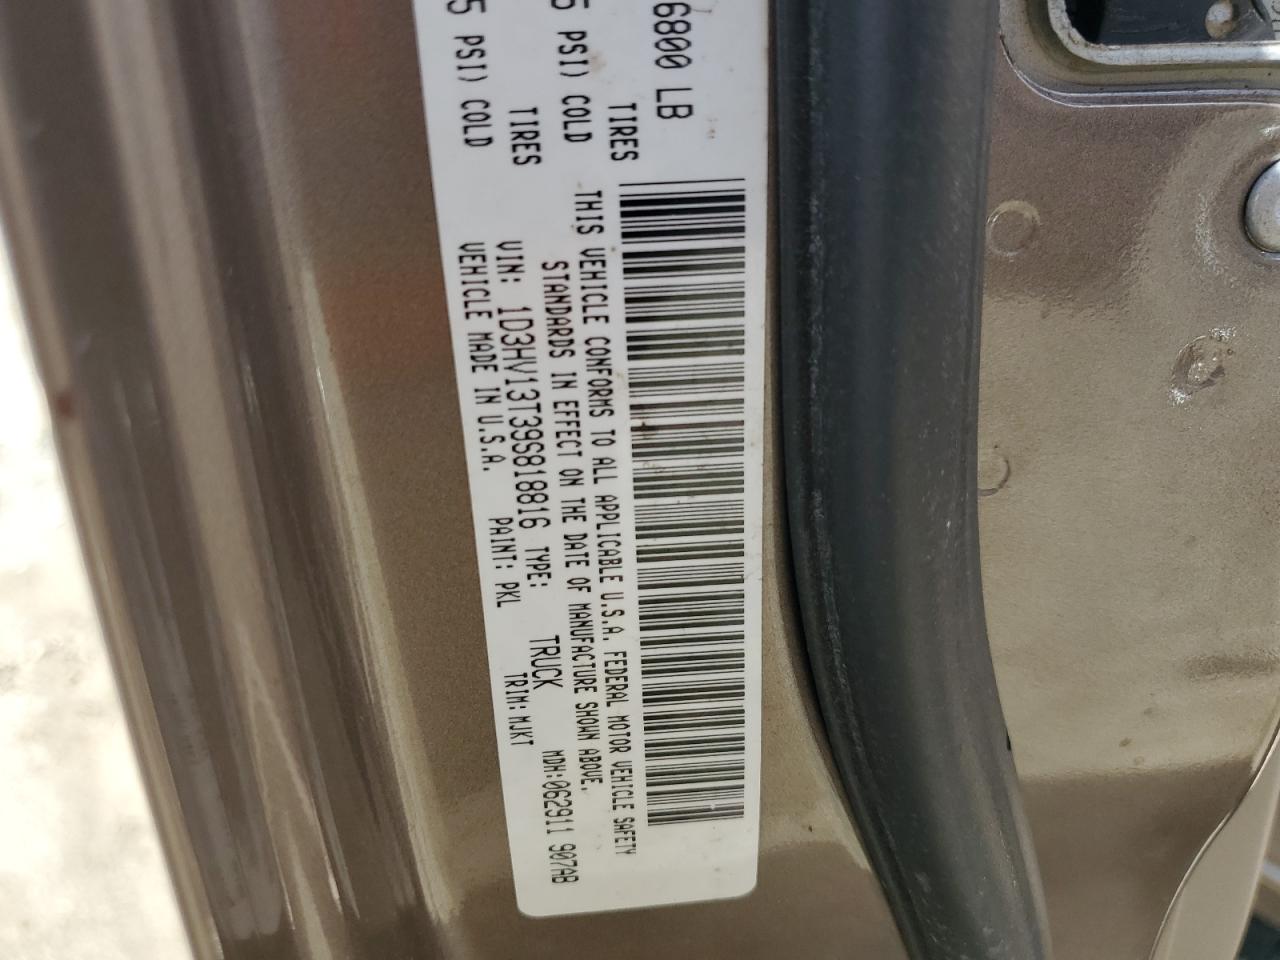 6800 LB
5 PSI) COLD
TIRES
5 PSI) COLD
TIRES
THIS VEHICLE CONFORMS TO ALL APPLICABLE U.S.A. FEDERAL MOTOR VEHICLE SAFETY
STANDARDS IN EFFECT ON THE DATE OF MANUFACTURE SHOWN ABOVE.
VIN: 1D3HV13T39S818816 TYPE: TRUCK MDH:062911 907AB
VEHICLE MADE IN U.S.A. PAINT: PKL TRIM: MJKT